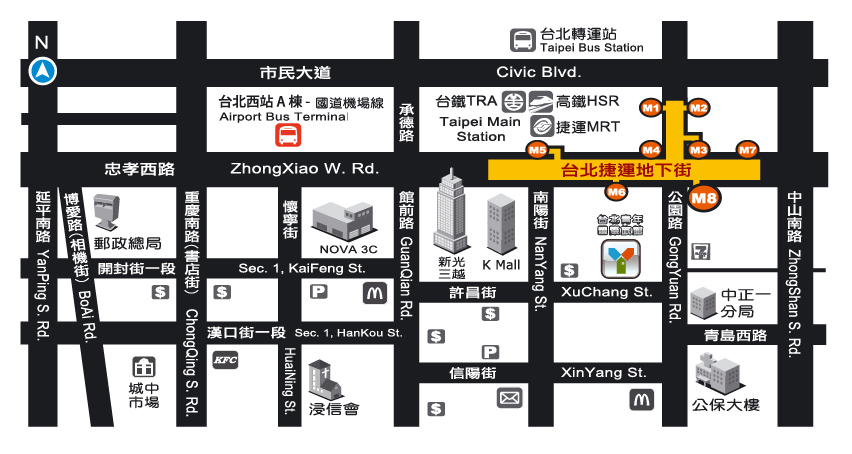 N
台北轉運站
Taipei Bus Station
市民大道
Civic Blvd.
台北西站 A 棟 - 國道機場線
Airport Bus Terminal
承德路
台鐵TRA
高鐵HSR
Taipei Main
Station
捷運MRT
M1
M2
M5
M4
M3
M7
忠孝西路
ZhongXiao W. Rd.
台北捷運地下街
M6
M8
延平南路 YanPing S. Rd.
博愛路(相機街) BoAi Rd.
郵政總局
重慶南路(書店街) ChongQing S. Rd.
懷寧街
HuaiNing St.
NOVA 3C
館前路 GuanQian Rd.
新光
三越
K Mall
南陽街 NanYang St.
台北青年
公園路 GongYuan Rd.
中山南路 ZhongShan S. Rd.
開封街一段
Sec. 1, KaiFeng St.
$
$
P
$
許昌街
XuChang St.
中正一
分局
$
漢口街一段
Sec. 1, HanKou St.
$
青島西路
P
KFC
城中
市場
浸信會
信陽街
XinYang St.
$
公保大樓